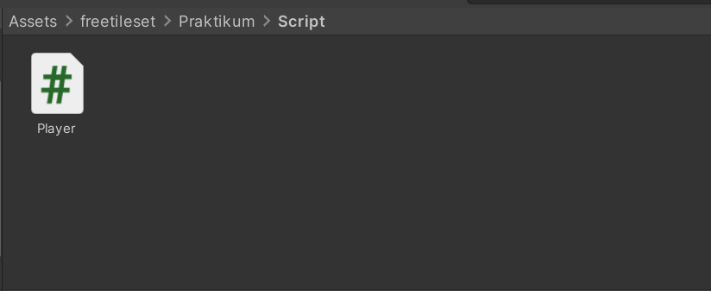 Assets > freetileset > Praktikum > Script
#
Player